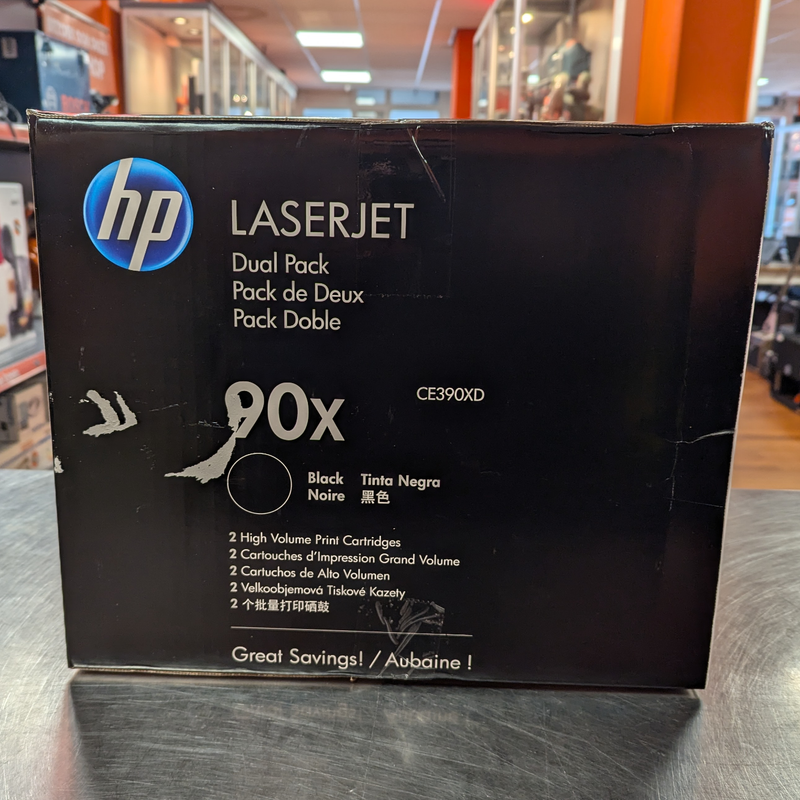 hp
LASERJET
Dual Pack
Pack de Deux
Pack Doble
90x
CE390XD
Black Tinta Negra
Noire 黑色
2 High Volume Print Cartridges
2 Cartouches d'Impression Grand Volume
2 Cartuchos de Alto Volumen
2 Velkoobjemová Tiskové Kazety
2 个批量打印硒鼓
Great Savings! / Aubaine !